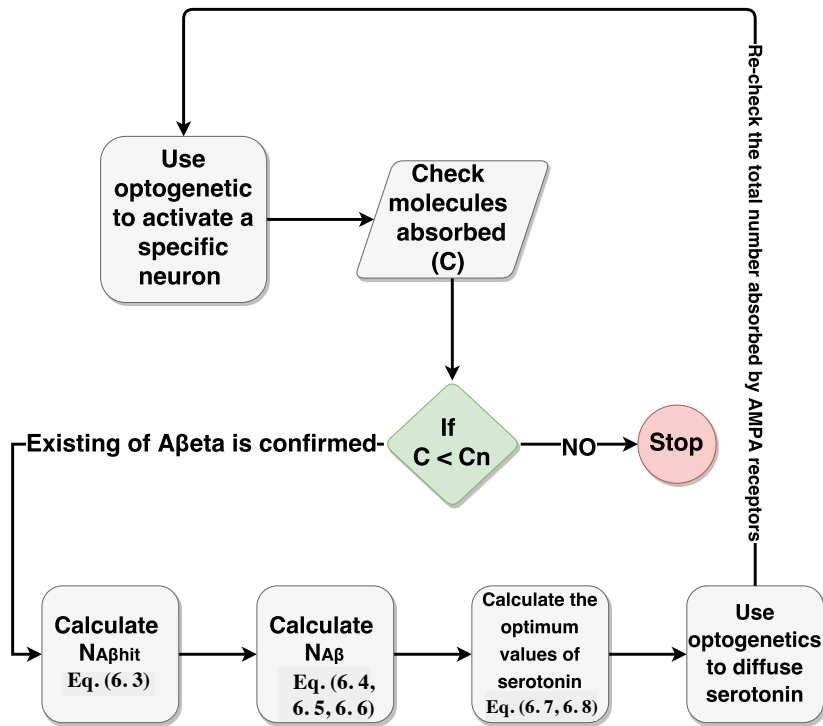 Use
optogenetic
to activate a
specific
neuron
Check
molecules
absorbed
(C)
Re-check the total number absorbed by AMPA receptors
If
C < Cn
Existing of Aβeta is confirmed
NO
Stop
Calculate
NAβhit
Eq. (6. 3)
Calculate
NAβ
Eq. (6. 4,
6. 5, 6. 6)
Calculate the
optimum
values of
serotonin
Eq. (6. 7, 6. 8)
Use
optogenetics
to diffuse
serotonin